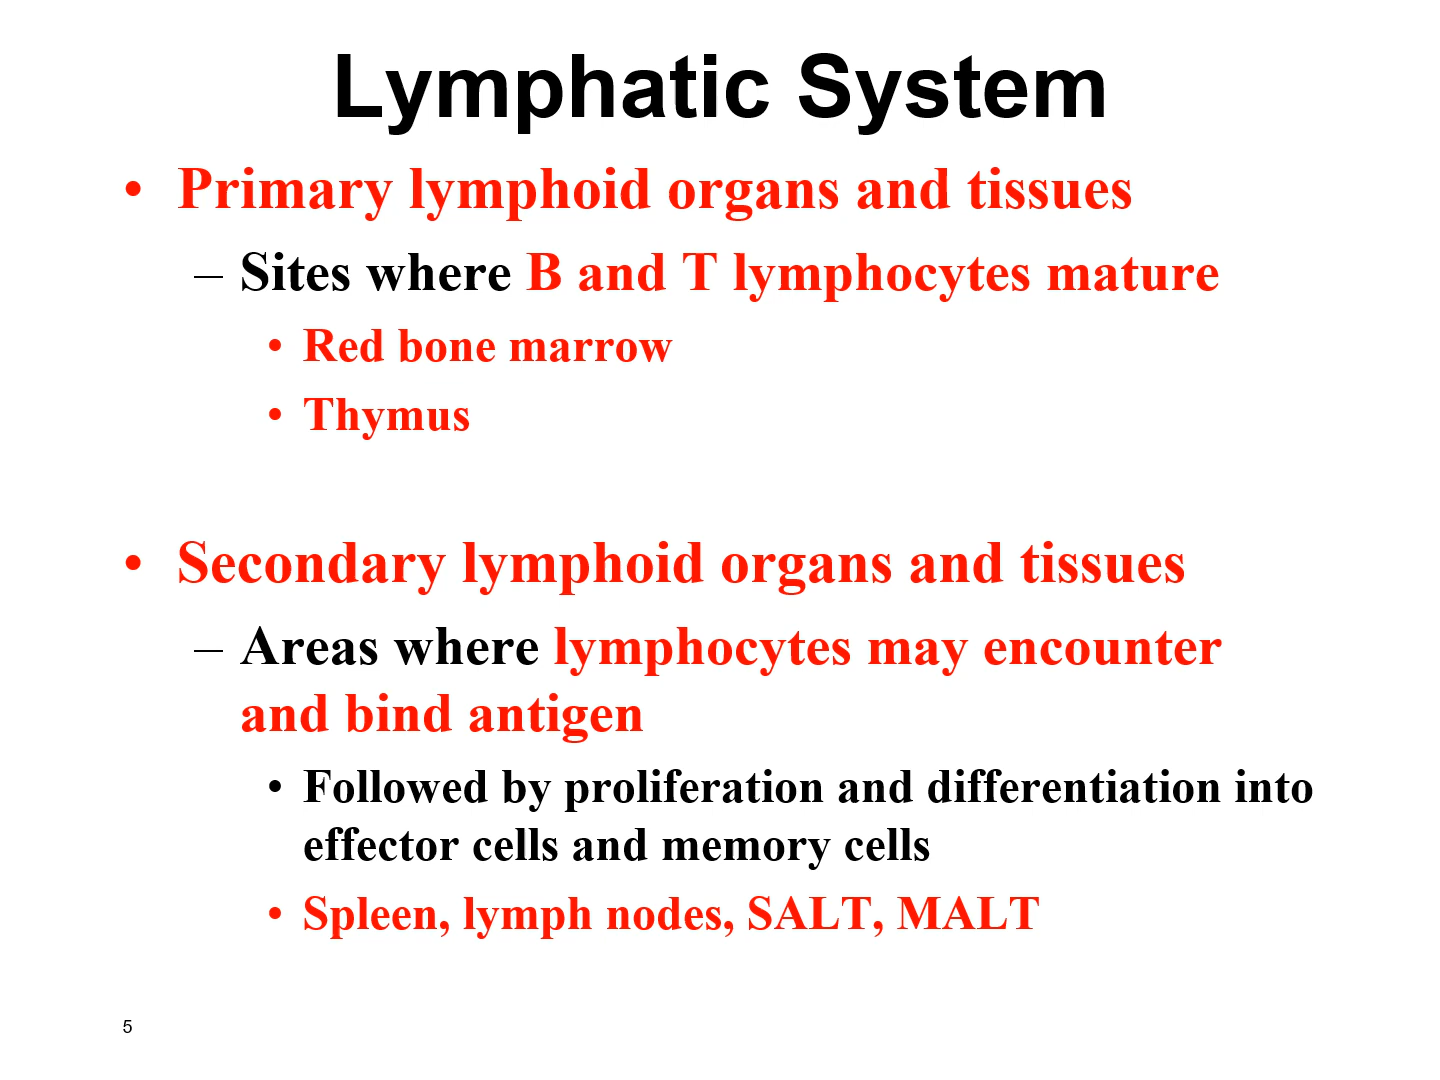 Lymphatic System
• Primary lymphoid organs and tissues
– Sites where B and T lymphocytes mature
• Red bone marrow
• Thymus
• Secondary lymphoid organs and tissues
– Areas where lymphocytes may encounter
and bind antigen
• Followed by proliferation and differentiation into
effector cells and memory cells
• Spleen, lymph nodes, SALT, MALT
5